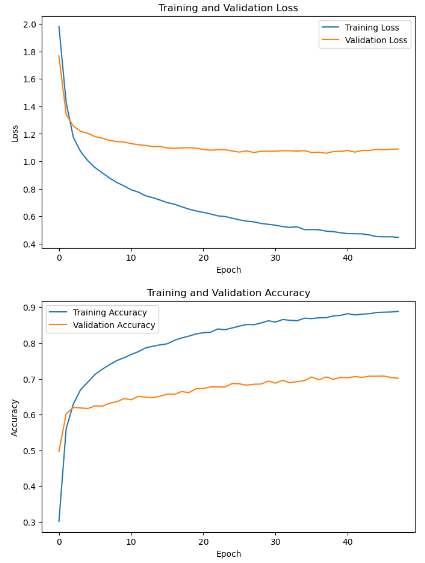 Training and Validation Loss
Training Loss
Validation Loss
2.0
1.8
1.6
1.4
1.2
1.0
0.8
0.6
0.4
Loss
0 10 20 30 40
Epoch
Training and Validation Accuracy
Training Accuracy
Validation Accuracy
0.9
0.8
0.7
0.6
0.5
0.4
0.3
Accuracy
0 10 20 30 40
Epoch